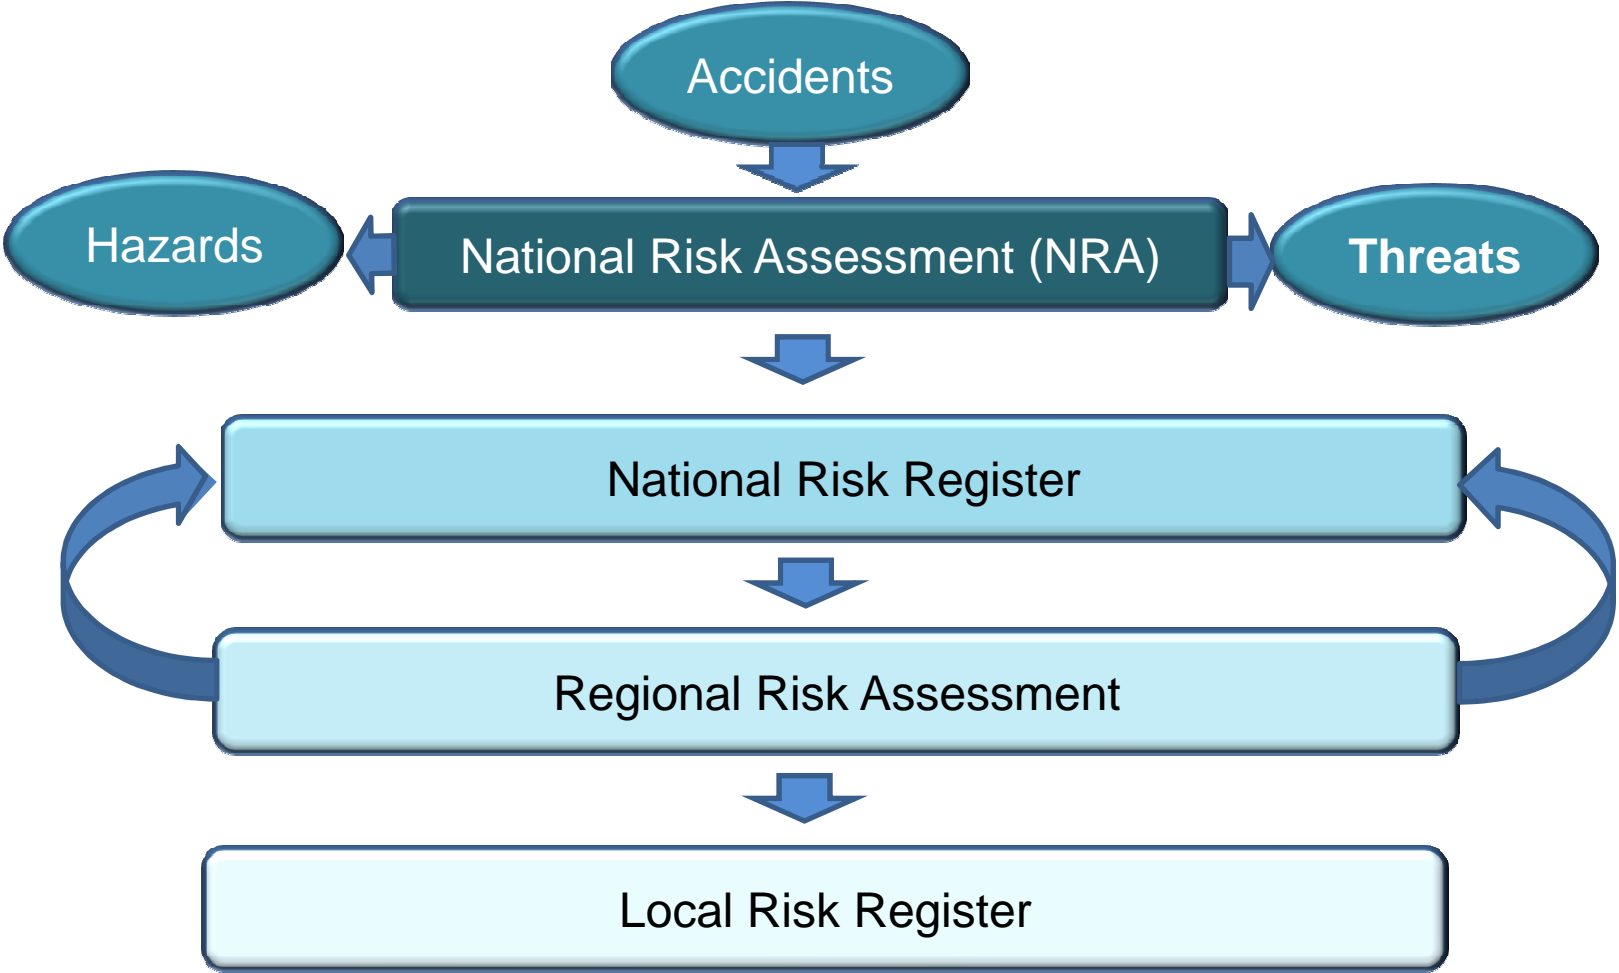 Accidents
Hazards
National Risk Assessment (NRA)
Threats
National Risk Register
Regional Risk Assessment
Local Risk Register